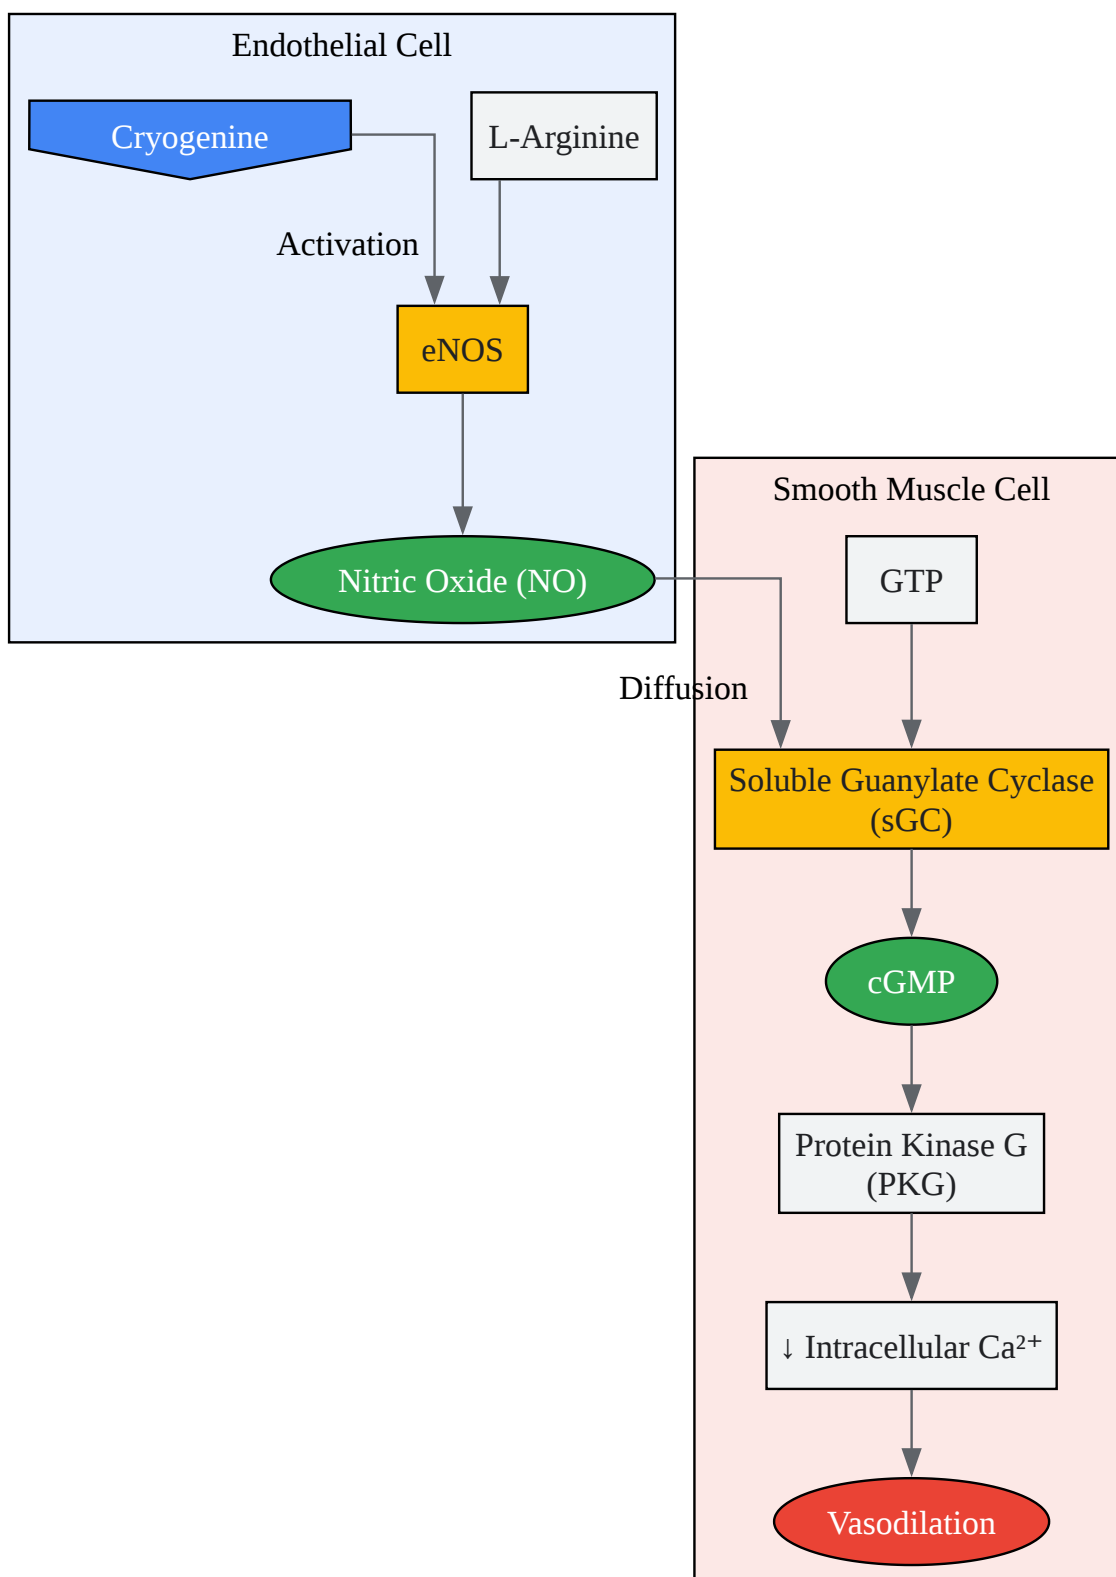 Endothelial Cell
Cryogenine
L-Arginine
Activation
eNOS
Nitric Oxide (NO)
Smooth Muscle Cell
GTP
Diffusion
Soluble Guanylate Cyclase
(sGC)
cGMP
Protein Kinase G
(PKG)
↓ Intracellular Ca²⁺
Vasodilation